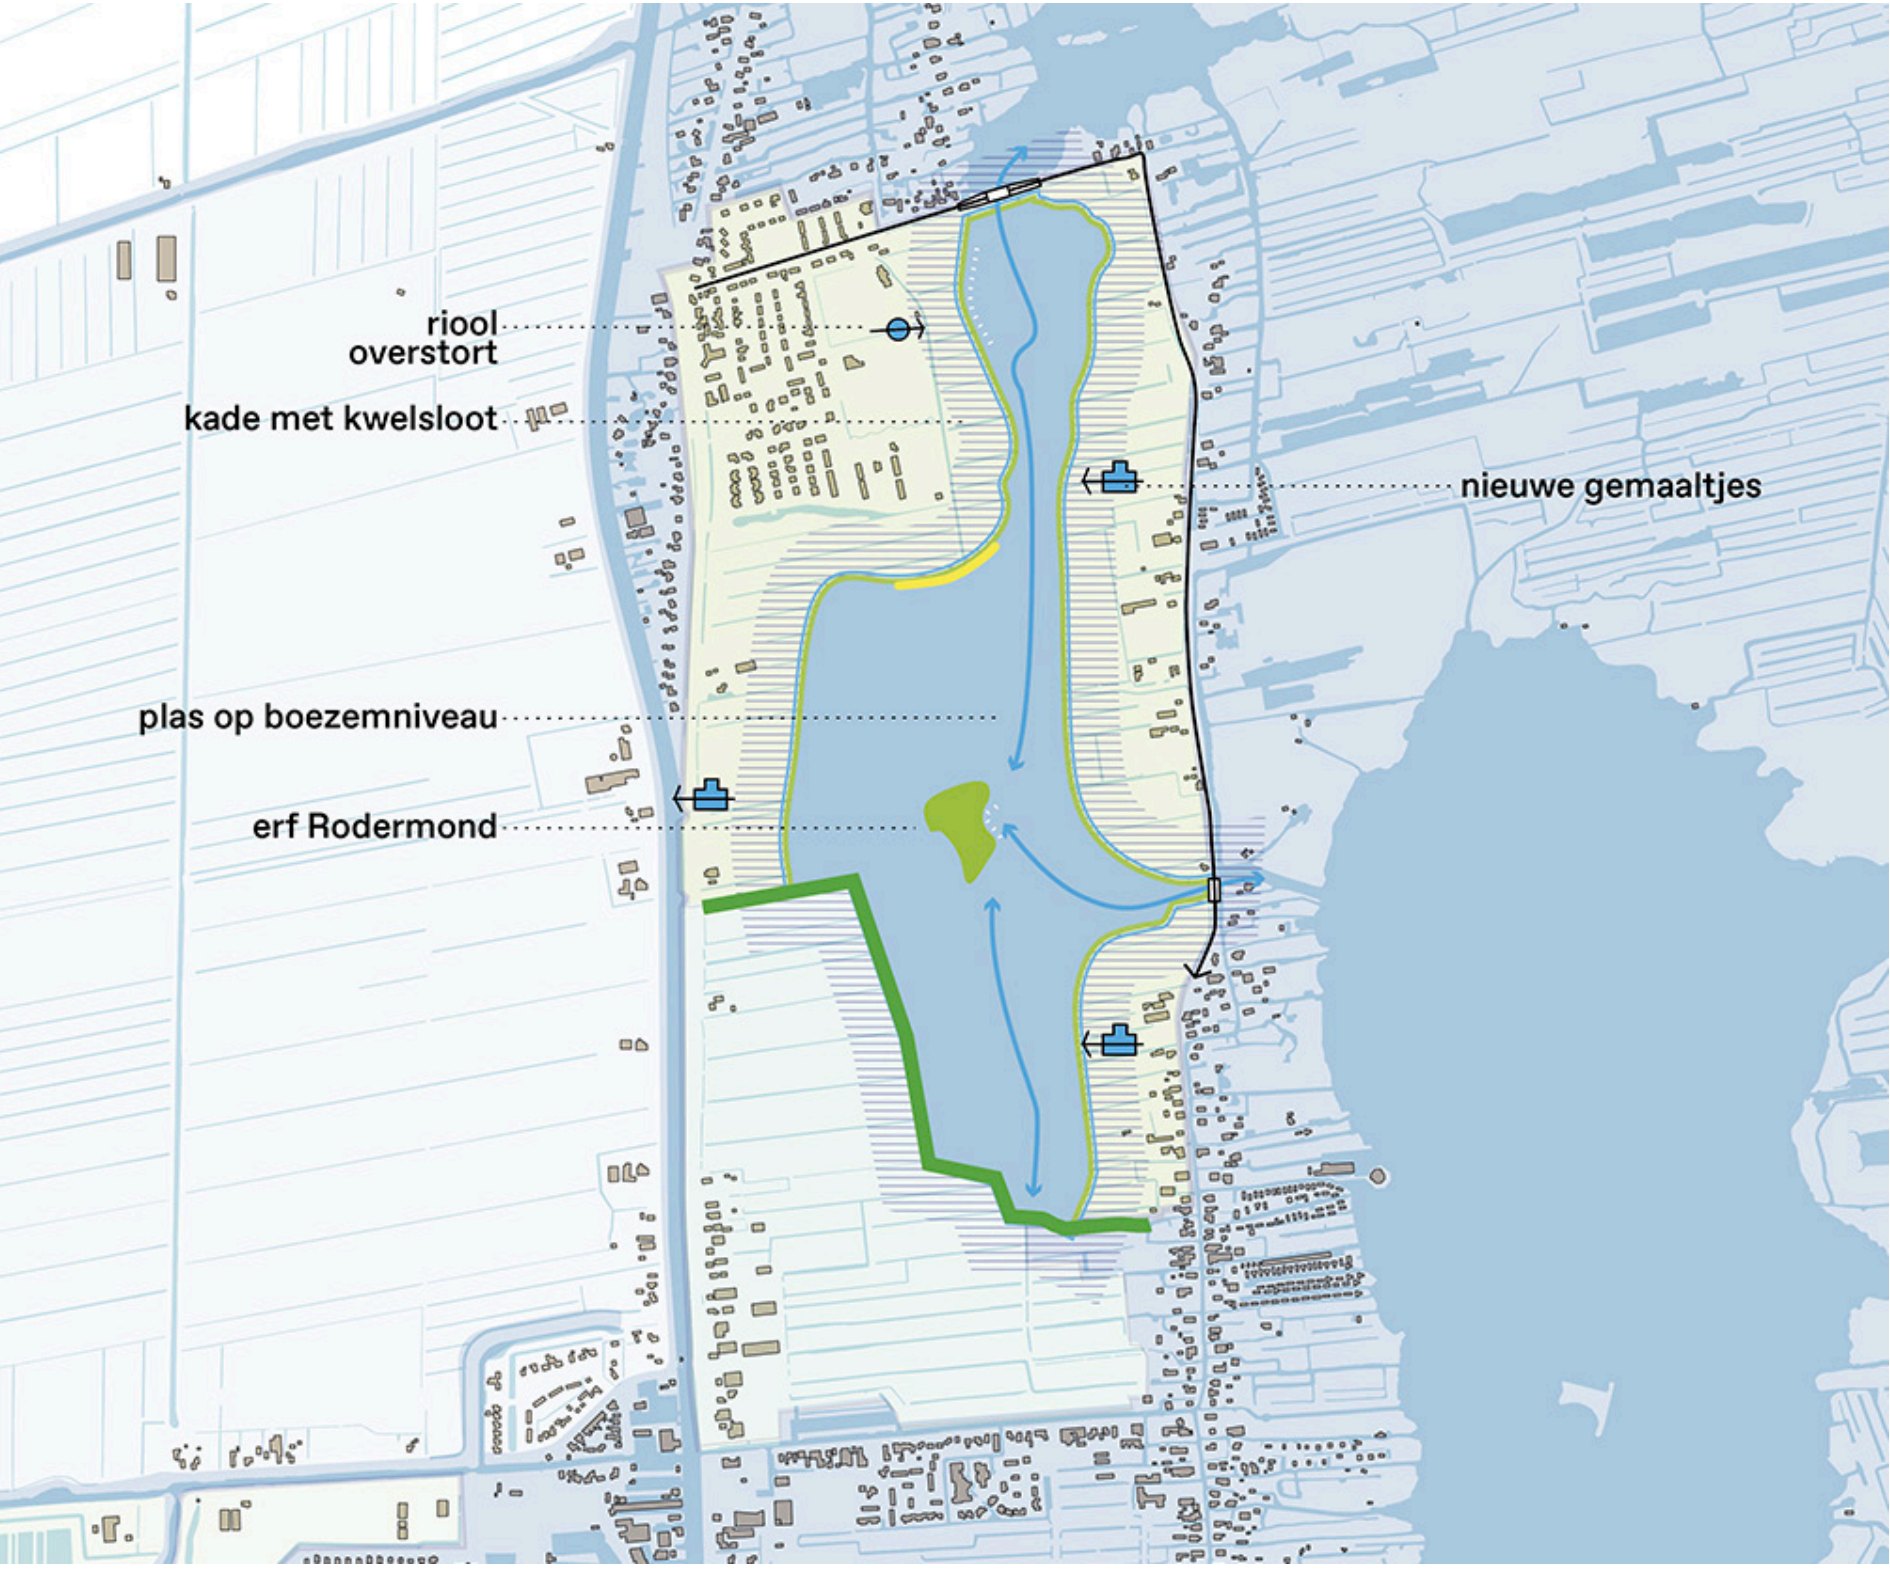 riool
overstort
kade met kwelsloot
nieuwe gemaaltjes
plas op boezemniveau
erf Rodermond